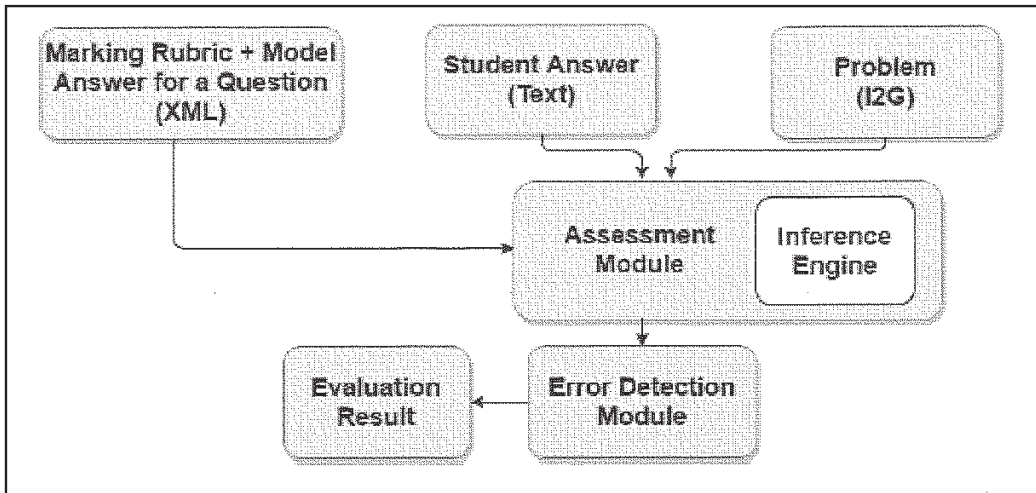 Marking Rubric + Model
Answer for a Question
(XML)
Student Answer
(Text)
Problem
(I2G)
Assessment
Module
Inference
Engine
Evaluation
Result
Error Detection
Module